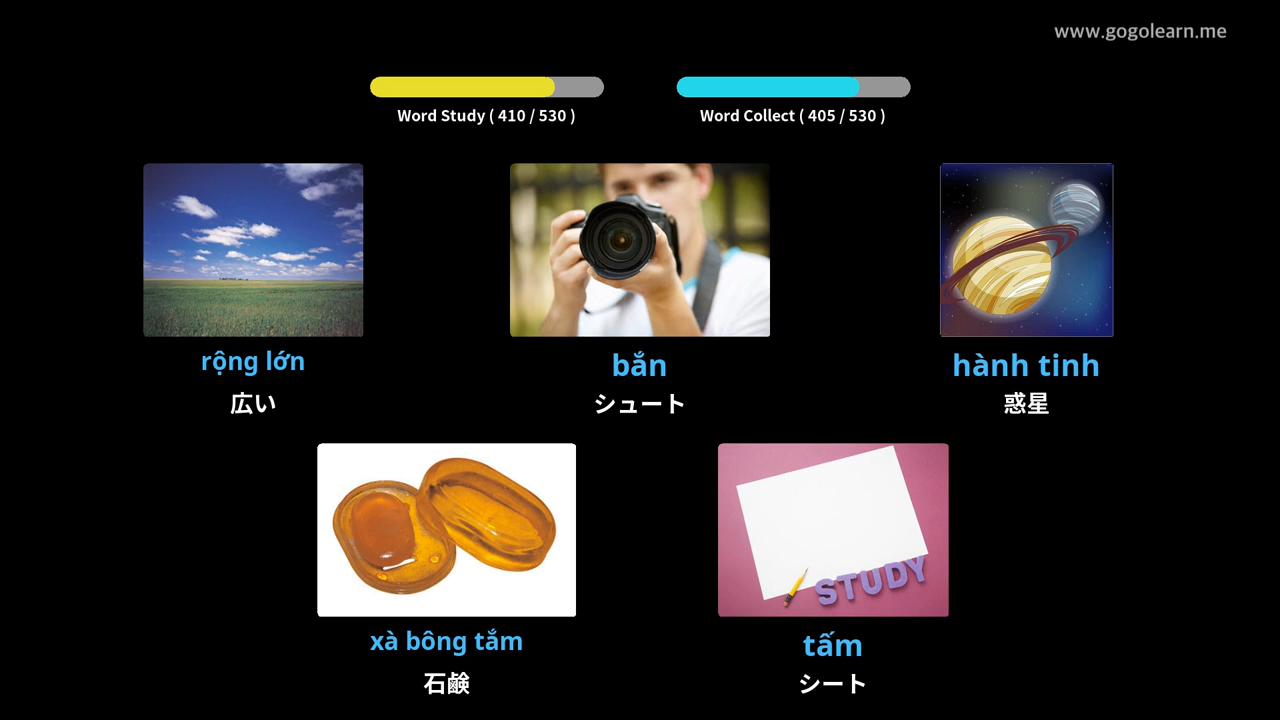 www.gogolearn.me
Word Study ( 410 / 530 )
Word Collect ( 405 / 530 )
rộng lớn
広い
bắn
シュート
hành tinh
惑星
xà bông tắm
石鹸
STUDY
tấm
シート